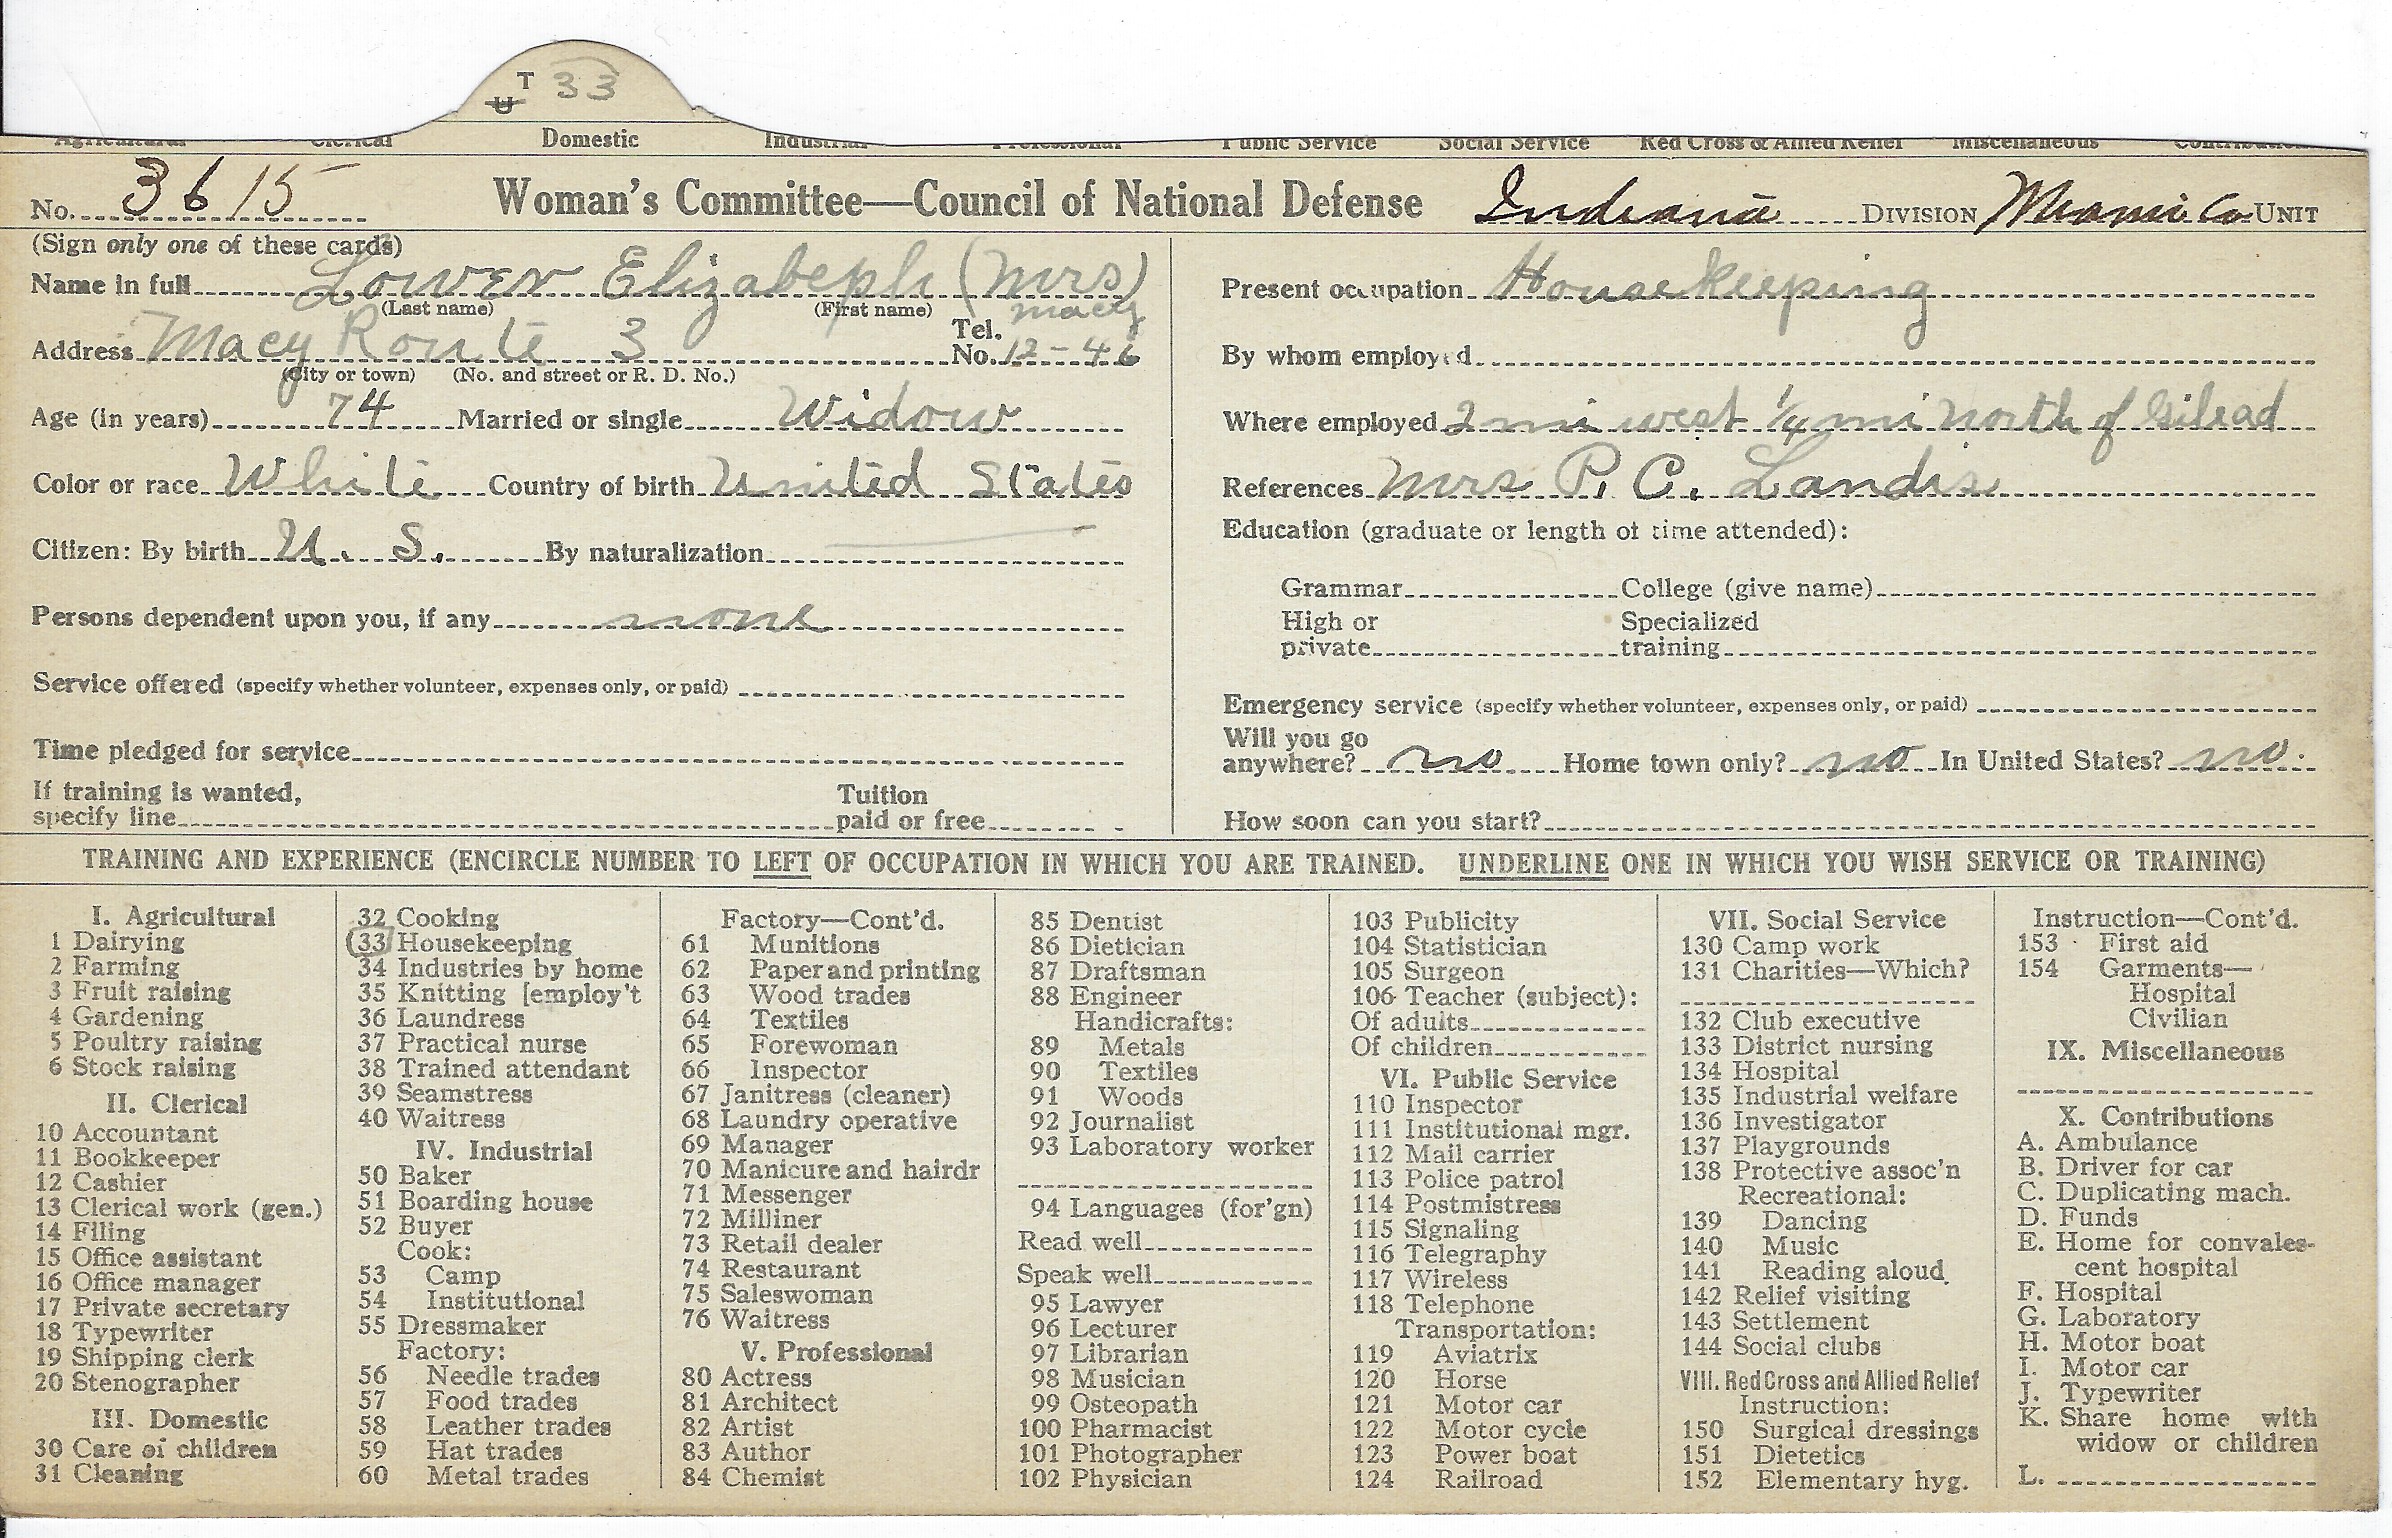 T 33
U
Agricultural Clerical Domestic Industrial Professional Public Service Social Service Red Cross & Allied Relief Miscellaneous Contributions
No. 3615 Woman's Committee—Council of National Defense Indiana DIVISION Miami Co UNIT
(Sign only one of these cards)
Name in full Lower Elizabeph (Mrs)
(Last name) (First name)
Address Macy Route 3 Tel. No. macy 12-46
(City or town) (No. and street or R. D. No.)
Age (in years) 74 Married or single Widow
Color or race White Country of birth United States
Citizen: By birth U. S. By naturalization
Persons dependent upon you, if any none
Service offered (specify whether volunteer, expenses only, or paid)
Time pledged for service
If training is wanted, specify line Tuition paid or free
Present occupation Housekeeping
By whom employed
Where employed 2 mi west 1/4 mi north of Gilead
References Mrs P. C. Landis
Education (graduate or length of time attended):
Grammar College (give name)
High or private Specialized training
Emergency service (specify whether volunteer, expenses only, or paid)
Will you go anywhere? no Home town only? no In United States? no.
How soon can you start?
TRAINING AND EXPERIENCE (ENCIRCLE NUMBER TO LEFT OF OCCUPATION IN WHICH YOU ARE TRAINED. UNDERLINE ONE IN WHICH YOU WISH SERVICE OR TRAINING)
I. Agricultural
1 Dairying
2 Farming
3 Fruit raising
4 Gardening
5 Poultry raising
6 Stock raising
II. Clerical
10 Accountant
11 Bookkeeper
12 Cashier
13 Clerical work (gen.)
14 Filing
15 Office assistant
16 Office manager
17 Private secretary
18 Typewriter
19 Shipping clerk
20 Stenographer
III. Domestic
30 Care of children
31 Cleaning
32 Cooking
33 Housekeeping
34 Industries by home
35 Knitting [employ't
36 Laundress
37 Practical nurse
38 Trained attendant
39 Seamstress
40 Waitress
IV. Industrial
50 Baker
51 Boarding house
52 Buyer
Cook:
53 Camp
54 Institutional
55 Dressmaker
Factory:
56 Needle trades
57 Food trades
58 Leather trades
59 Hat trades
60 Metal trades
Factory—Cont'd.
61 Munitions
62 Paper and printing
63 Wood trades
64 Textiles
65 Forewoman
66 Inspector
67 Janitress (cleaner)
68 Laundry operative
69 Manager
70 Manicure and hairdr
71 Messenger
72 Milliner
73 Retail dealer
74 Restaurant
75 Saleswoman
76 Waitress
V. Professional
80 Actress
81 Architect
82 Artist
83 Author
84 Chemist
85 Dentist
86 Dietician
87 Draftsman
88 Engineer
Handicrafts:
89 Metals
90 Textiles
91 Woods
92 Journalist
93 Laboratory worker
94 Languages (for'gn)
Read well
Speak well
95 Lawyer
96 Lecturer
97 Librarian
98 Musician
99 Osteopath
100 Pharmacist
101 Photographer
102 Physician
103 Publicity
104 Statistician
105 Surgeon
106 Teacher (subject):
Of adults
Of children
VI. Public Service
110 Inspector
111 Institutional mgr.
112 Mail carrier
113 Police patrol
114 Postmistress
115 Signaling
116 Telegraphy
117 Wireless
118 Telephone
Transportation:
119 Aviatrix
120 Horse
121 Motor car
122 Motor cycle
123 Power boat
124 Railroad
VII. Social Service
130 Camp work
131 Charities—Which?
132 Club executive
133 District nursing
134 Hospital
135 Industrial welfare
136 Investigator
137 Playgrounds
138 Protective assoc'n
Recreational:
139 Dancing
140 Music
141 Reading aloud
142 Relief visiting
143 Settlement
144 Social clubs
VIII. Red Cross and Allied Relief
Instruction:
150 Surgical dressings
151 Dietetics
152 Elementary hyg.
Instruction—Cont'd.
153 First aid
154 Garments—
Hospital
Civilian
IX. Miscellaneous
X. Contributions
A. Ambulance
B. Driver for car
C. Duplicating mach.
D. Funds
E. Home for convales-
cent hospital
F. Hospital
G. Laboratory
H. Motor boat
I. Motor car
J. Typewriter
K. Share home with
widow or children
L.